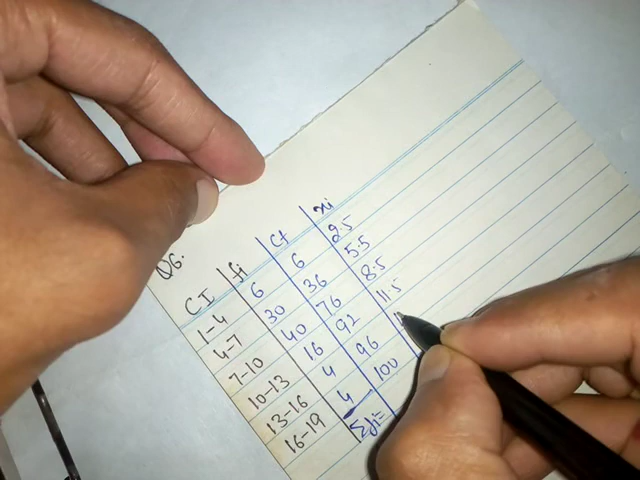 Q6.
CI fi Cf xi
1-4 6 6 2.5
4-7 30 36 5.5
7-10 40 76 8.5
10-13 16 92 11.5
13-16 4 96
16-19 4 100
Σfi=